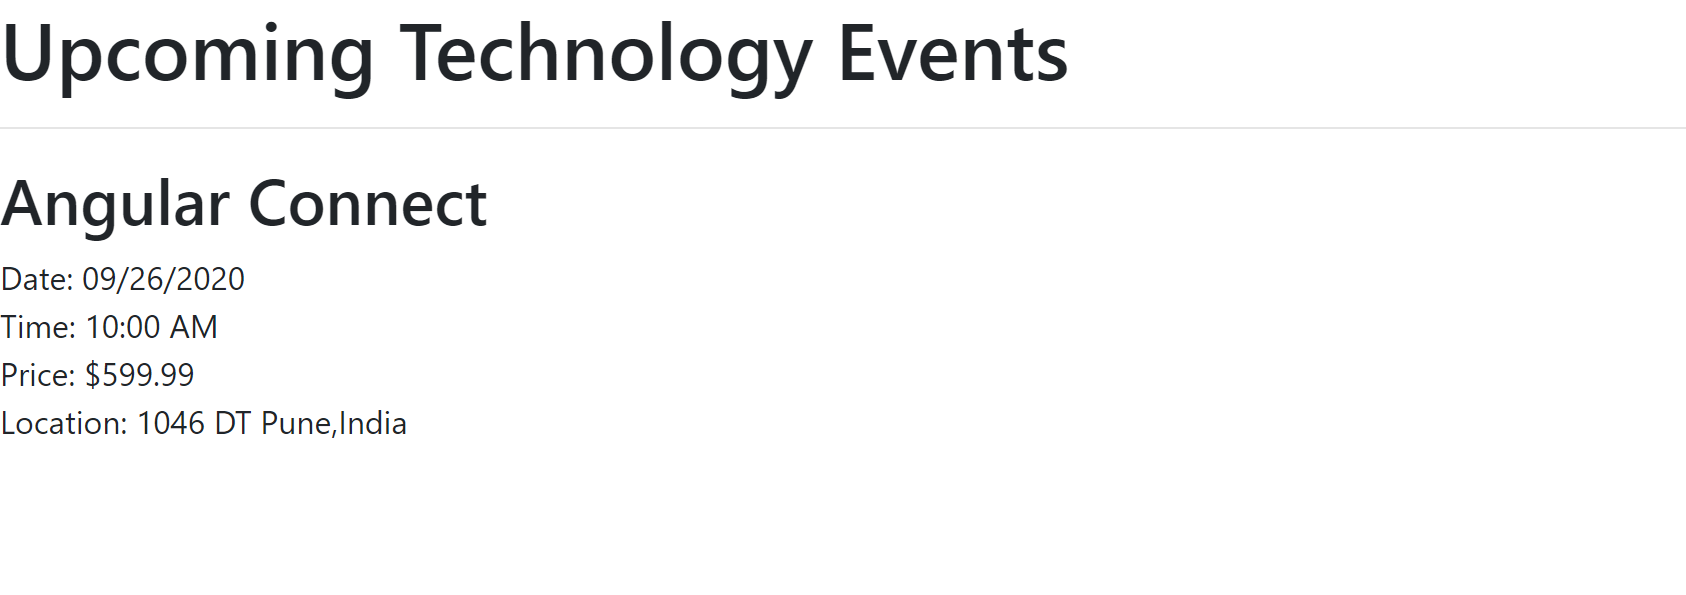 Upcoming Technology Events
Angular Connect
Date: 09/26/2020
Time: 10:00 AM
Price: $599.99
Location: 1046 DT Pune,India